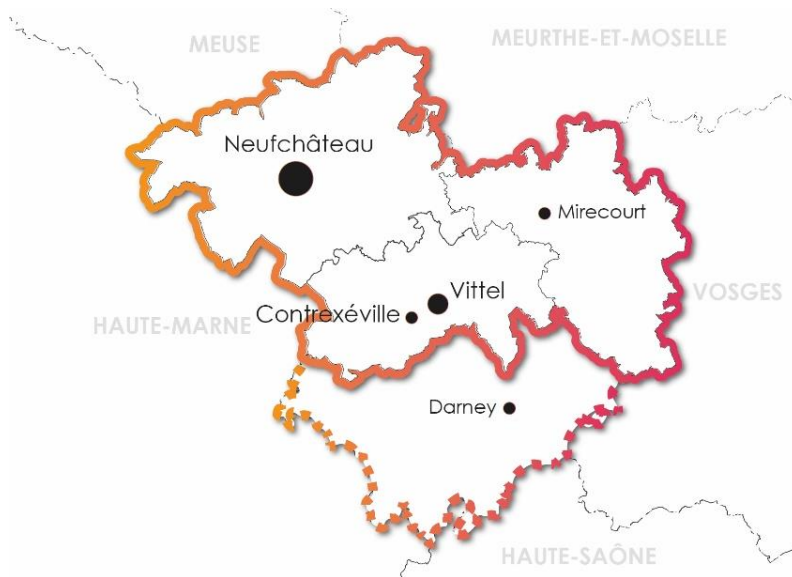 MEUSE
MEURTHE-ET-MOSELLE
Neufchâteau
Mirecourt
Vittel
VOSGES
Contrexéville
HAUTE-MARNE
Darney
HAUTE-SAÔNE